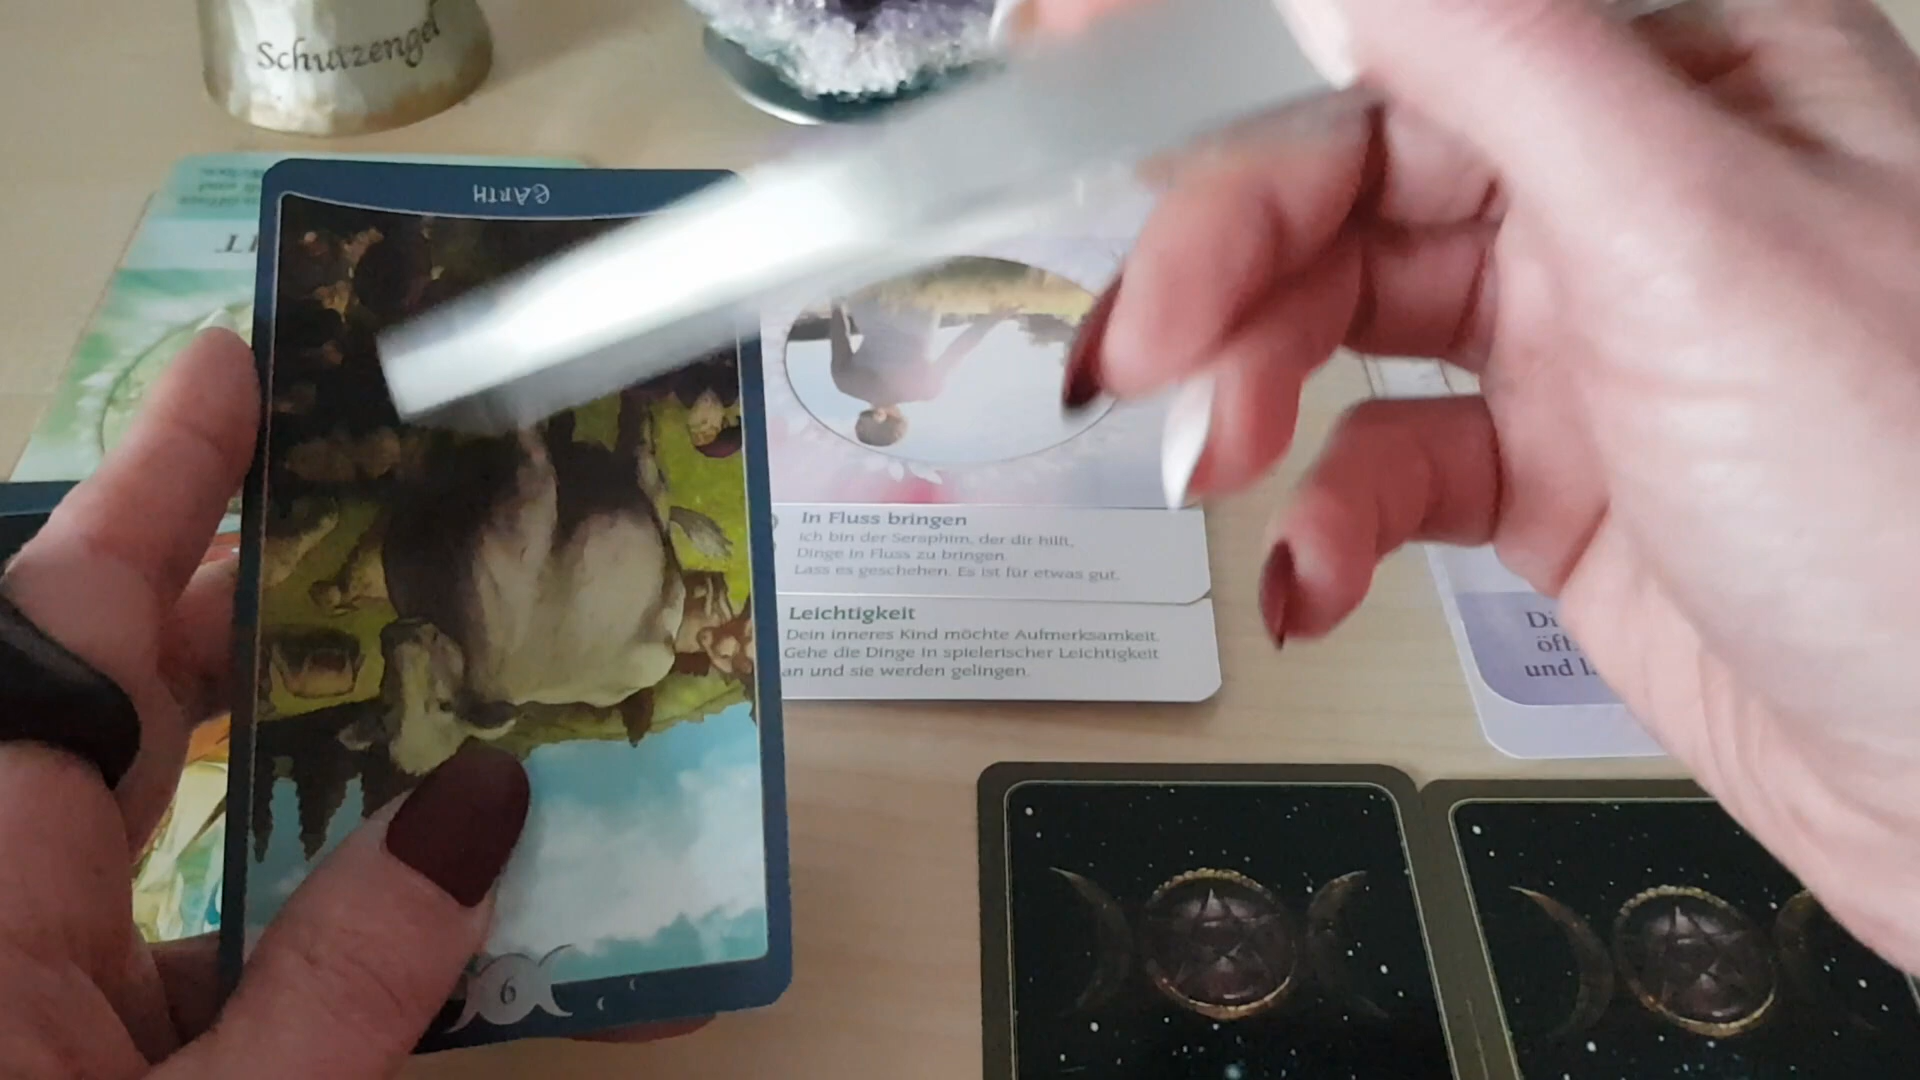 Schutzengel
EARTH
In Fluss bringen
Ich bin der Seraphim, der dir hilft,
Dinge in Fluss zu bringen.
Lass es geschehen. Es ist für etwas gut.
Leichtigkeit
Dein inneres Kind möchte Aufmerksamkeit.
Gehe die Dinge in spielerischer Leichtigkeit
an und sie werden gelingen.
und
6